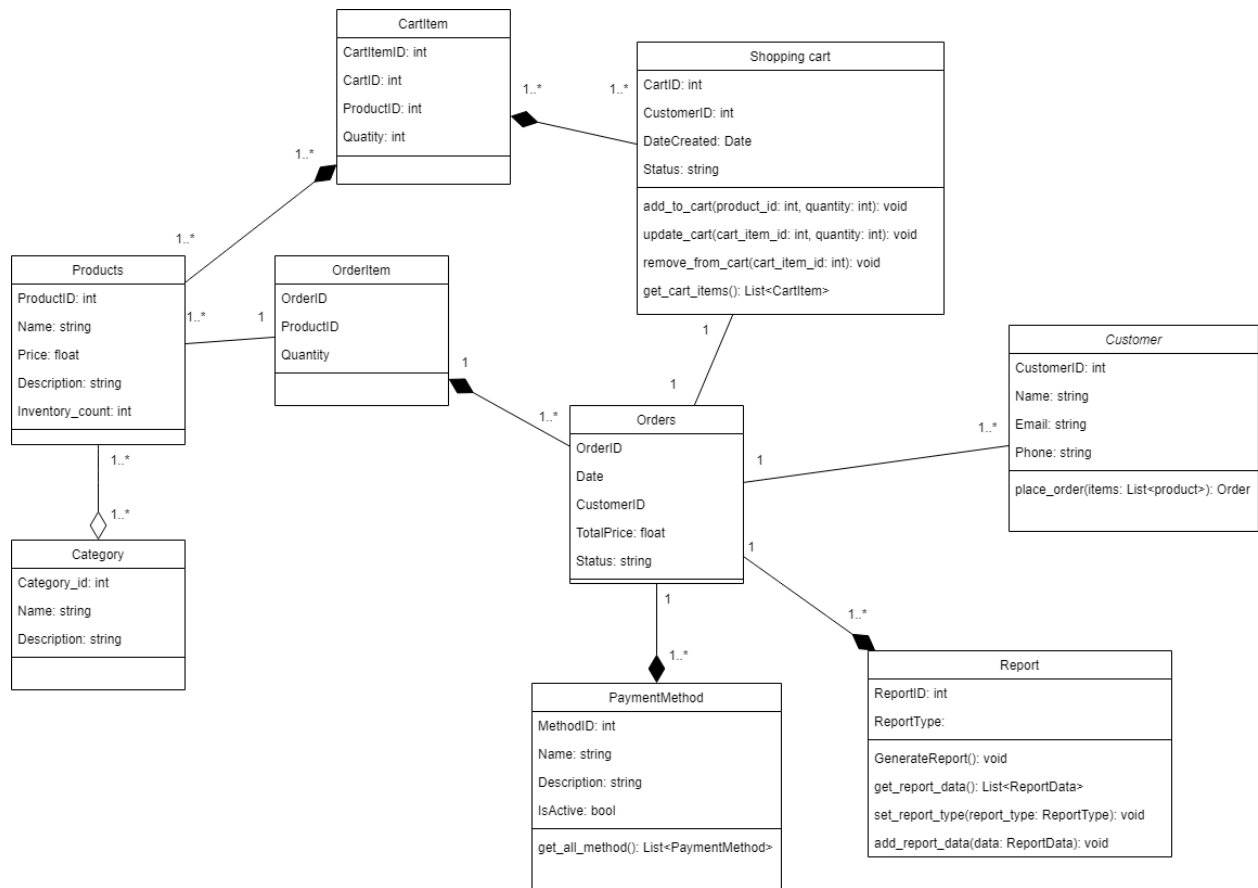 CartItem
CartItemID: int
CartID: int
ProductID: int
Quatity: int
1..*
1..*
Shopping cart
CartID: int
CustomerID: int
DateCreated: Date
Status: string
add_to_cart(product_id: int, quantity: int): void
update_cart(cart_item_id: int, quantity: int): void
remove_from_cart(cart_item_id: int): void
get_cart_items(): List<CartItem>
1..*
1..*
Products
ProductID: int
Name: string
Price: float
Description: string
Inventory_count: int
1..*
1
OrderItem
OrderID
ProductID
Quantity
1
1..*
1
1
Orders
OrderID
Date
CustomerID
TotalPrice: float
Status: string
1
1..*
Customer
CustomerID: int
Name: string
Email: string
Phone: string
place_order(items: List<product>): Order
1..*
1..*
Category
Category_id: int
Name: string
Description: string
1
1..*
PaymentMethod
MethodID: int
Name: string
Description: string
IsActive: bool
get_all_method(): List<PaymentMethod>
1
1..*
Report
ReportID: int
ReportType:
GenerateReport(): void
get_report_data(): List<ReportData>
set_report_type(report_type: ReportType): void
add_report_data(data: ReportData): void